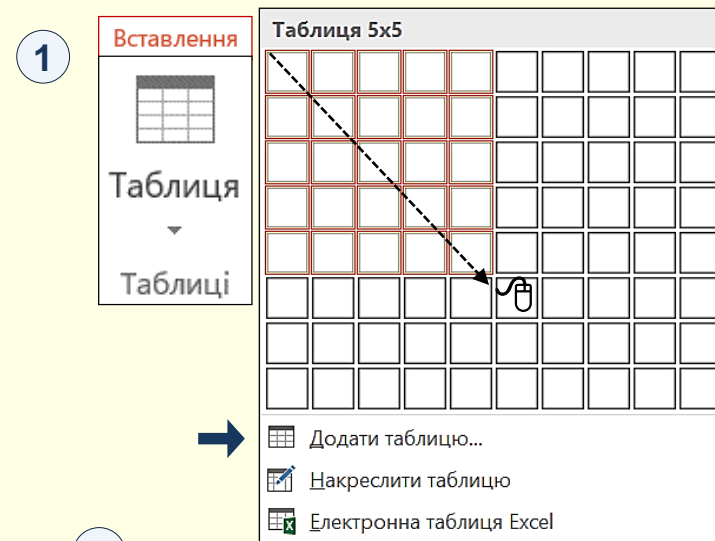 1
Вставлення
Таблиця
Таблиці
Таблиця 5x5
Додати таблицю...
Накреслити таблицю
Електронна таблиця Excel